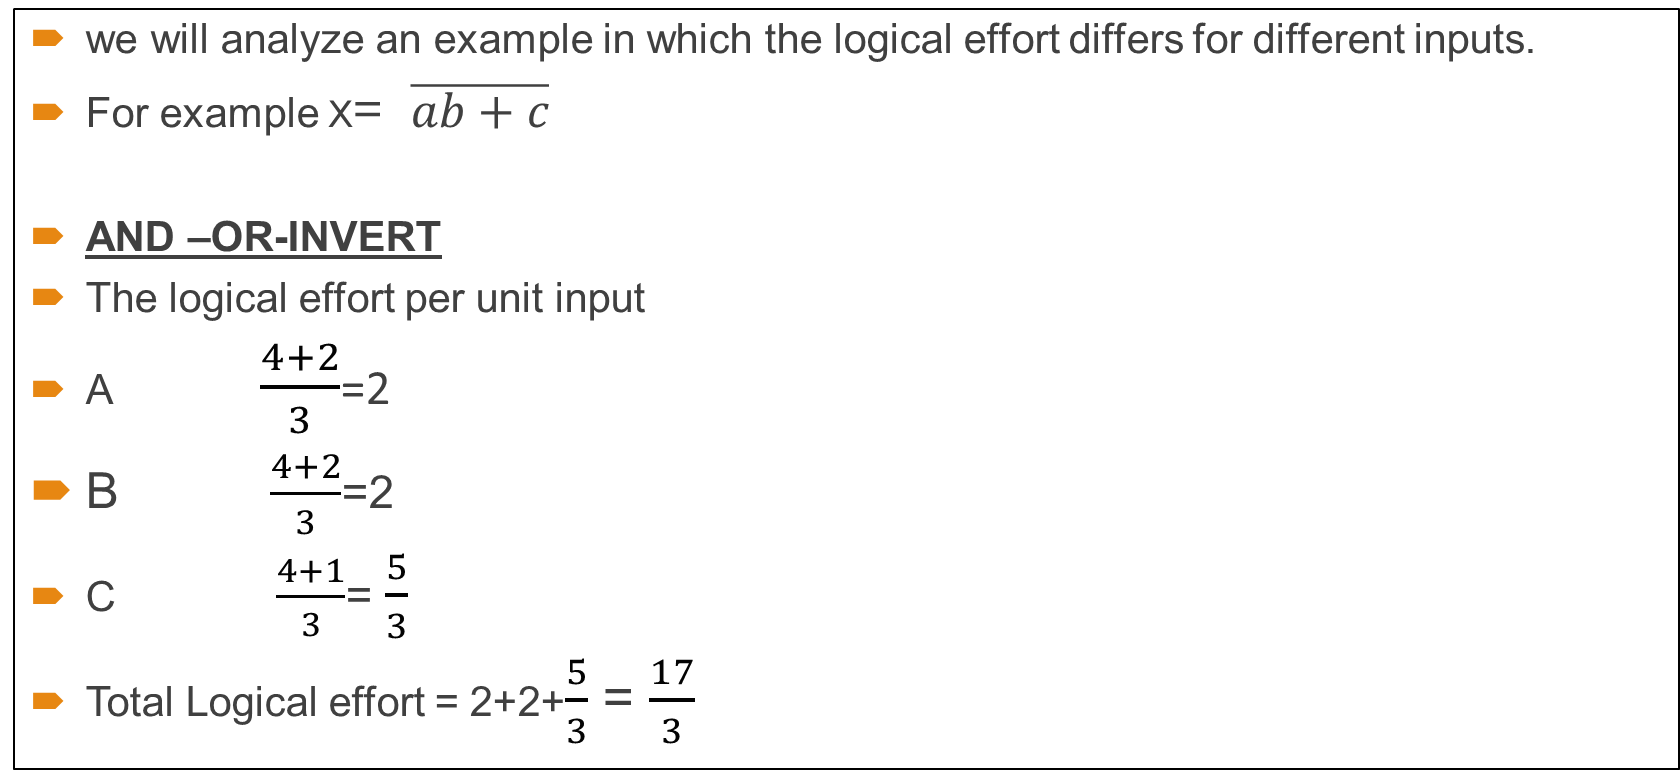 we will analyze an example in which the logical effort differs for different inputs.
For example X= \overline{ab + c}
AND –OR-INVERT
The logical effort per unit input
A \frac{4+2}{3}=2
B \frac{4+2}{3}=2
C \frac{4+1}{3}= \frac{5}{3}
Total Logical effort = 2+2+\frac{5}{3} = \frac{17}{3}